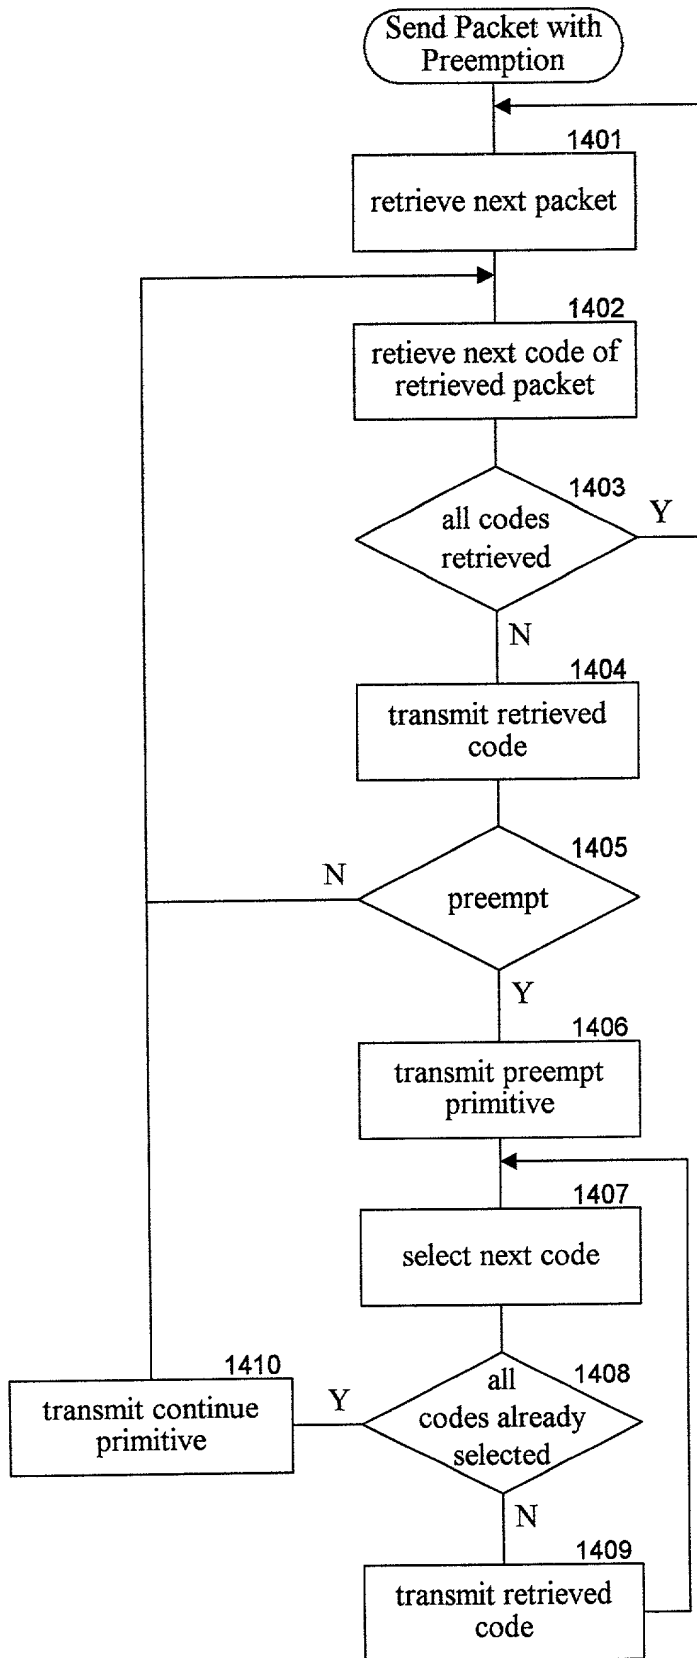 Send Packet with
Preemption
1401
retrieve next packet
1402
retieve next code of
retrieved packet
1403
all codes
retrieved
Y
N
1404
transmit retrieved
code
1405
preempt
N
Y
1406
transmit preempt
primitive
1407
select next code
1408
all
codes already
selected
Y
1410
transmit continue
primitive
N
1409
transmit retrieved
code